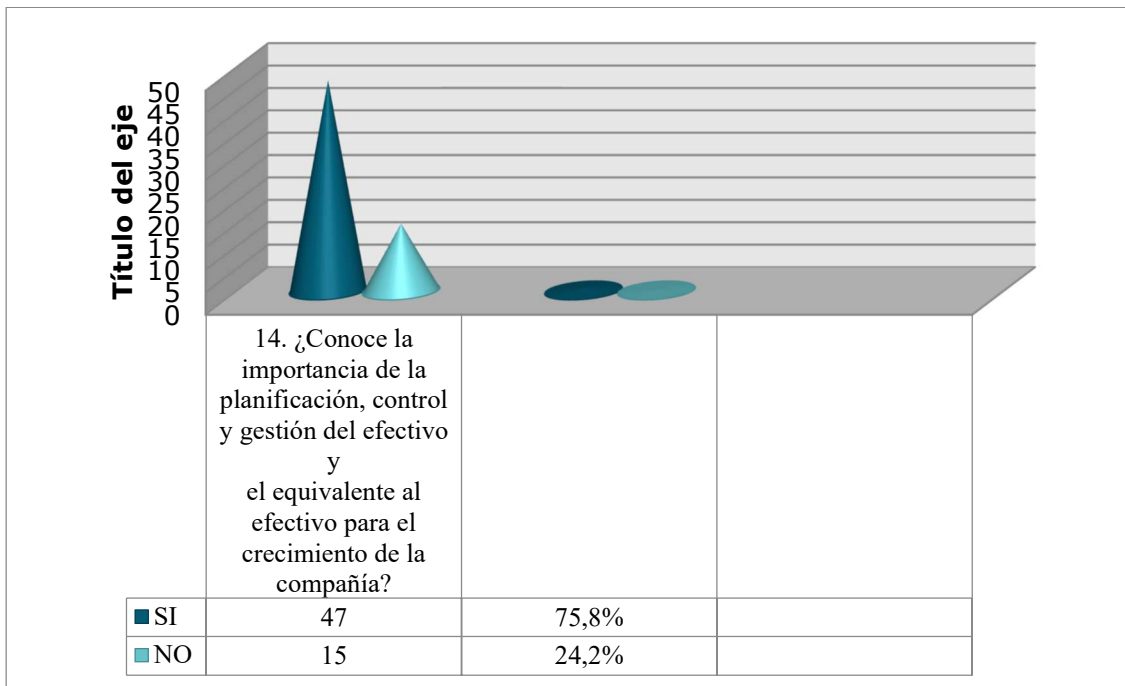 Título del eje
50
45
40
35
30
25
20
15
10
5
0
14. ¿Conoce la
importancia de la
planificación, control
y gestión del efectivo
y
el equivalente al
efectivo para el
crecimiento de la
compañía?
SI 47 75,8%
NO 15 24,2%